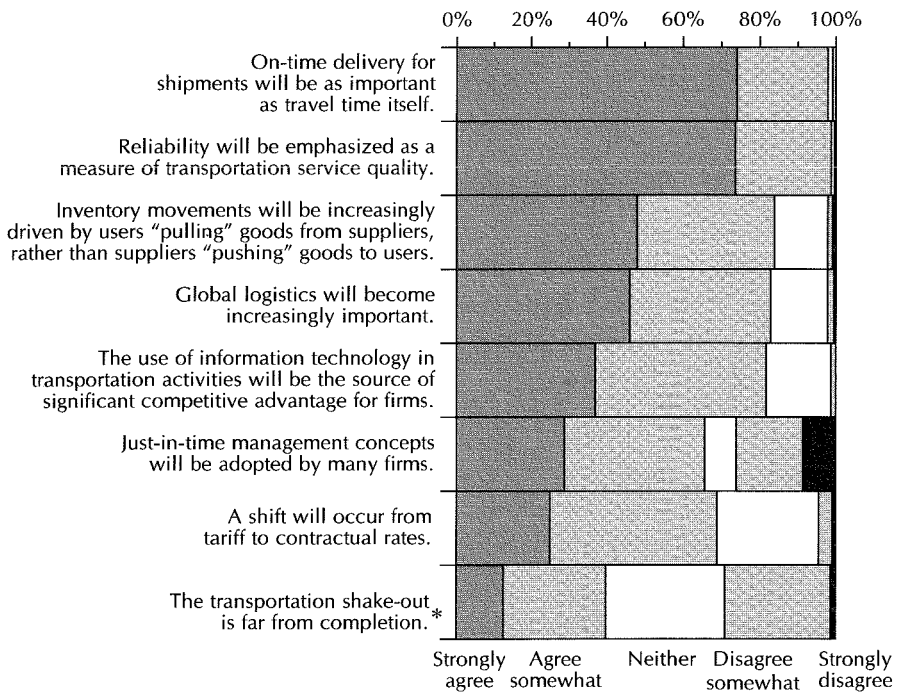 0% 20% 40% 60% 80% 100%
On-time delivery for
shipments will be as important
as travel time itself.
Reliability will be emphasized as a
measure of transportation service quality.
Inventory movements will be increasingly
driven by users “pulling” goods from suppliers,
rather than suppliers “pushing” goods to users.
Global logistics will become
increasingly important.
The use of information technology in
transportation activities will be the source of
significant competitive advantage for firms.
Just-in-time management concepts
will be adopted by many firms.
A shift will occur from
tariff to contractual rates.
The transportation shake-out
is far from completion.*
Strongly Agree Neither Disagree Strongly
agree somewhat somewhat disagree